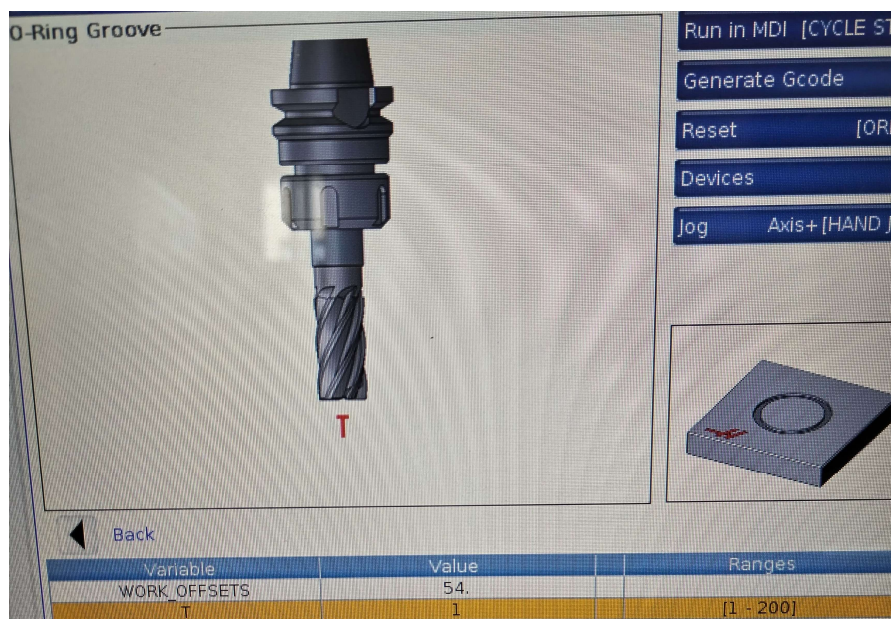 O-Ring Groove
Run in MDI [CYCLE ST
Generate Gcode
Reset [OR
Devices
Jog Axis+ [HAND J
T
Back
Variable Value Ranges
WORK_OFFSETS 54.
T 1 [1 - 200]